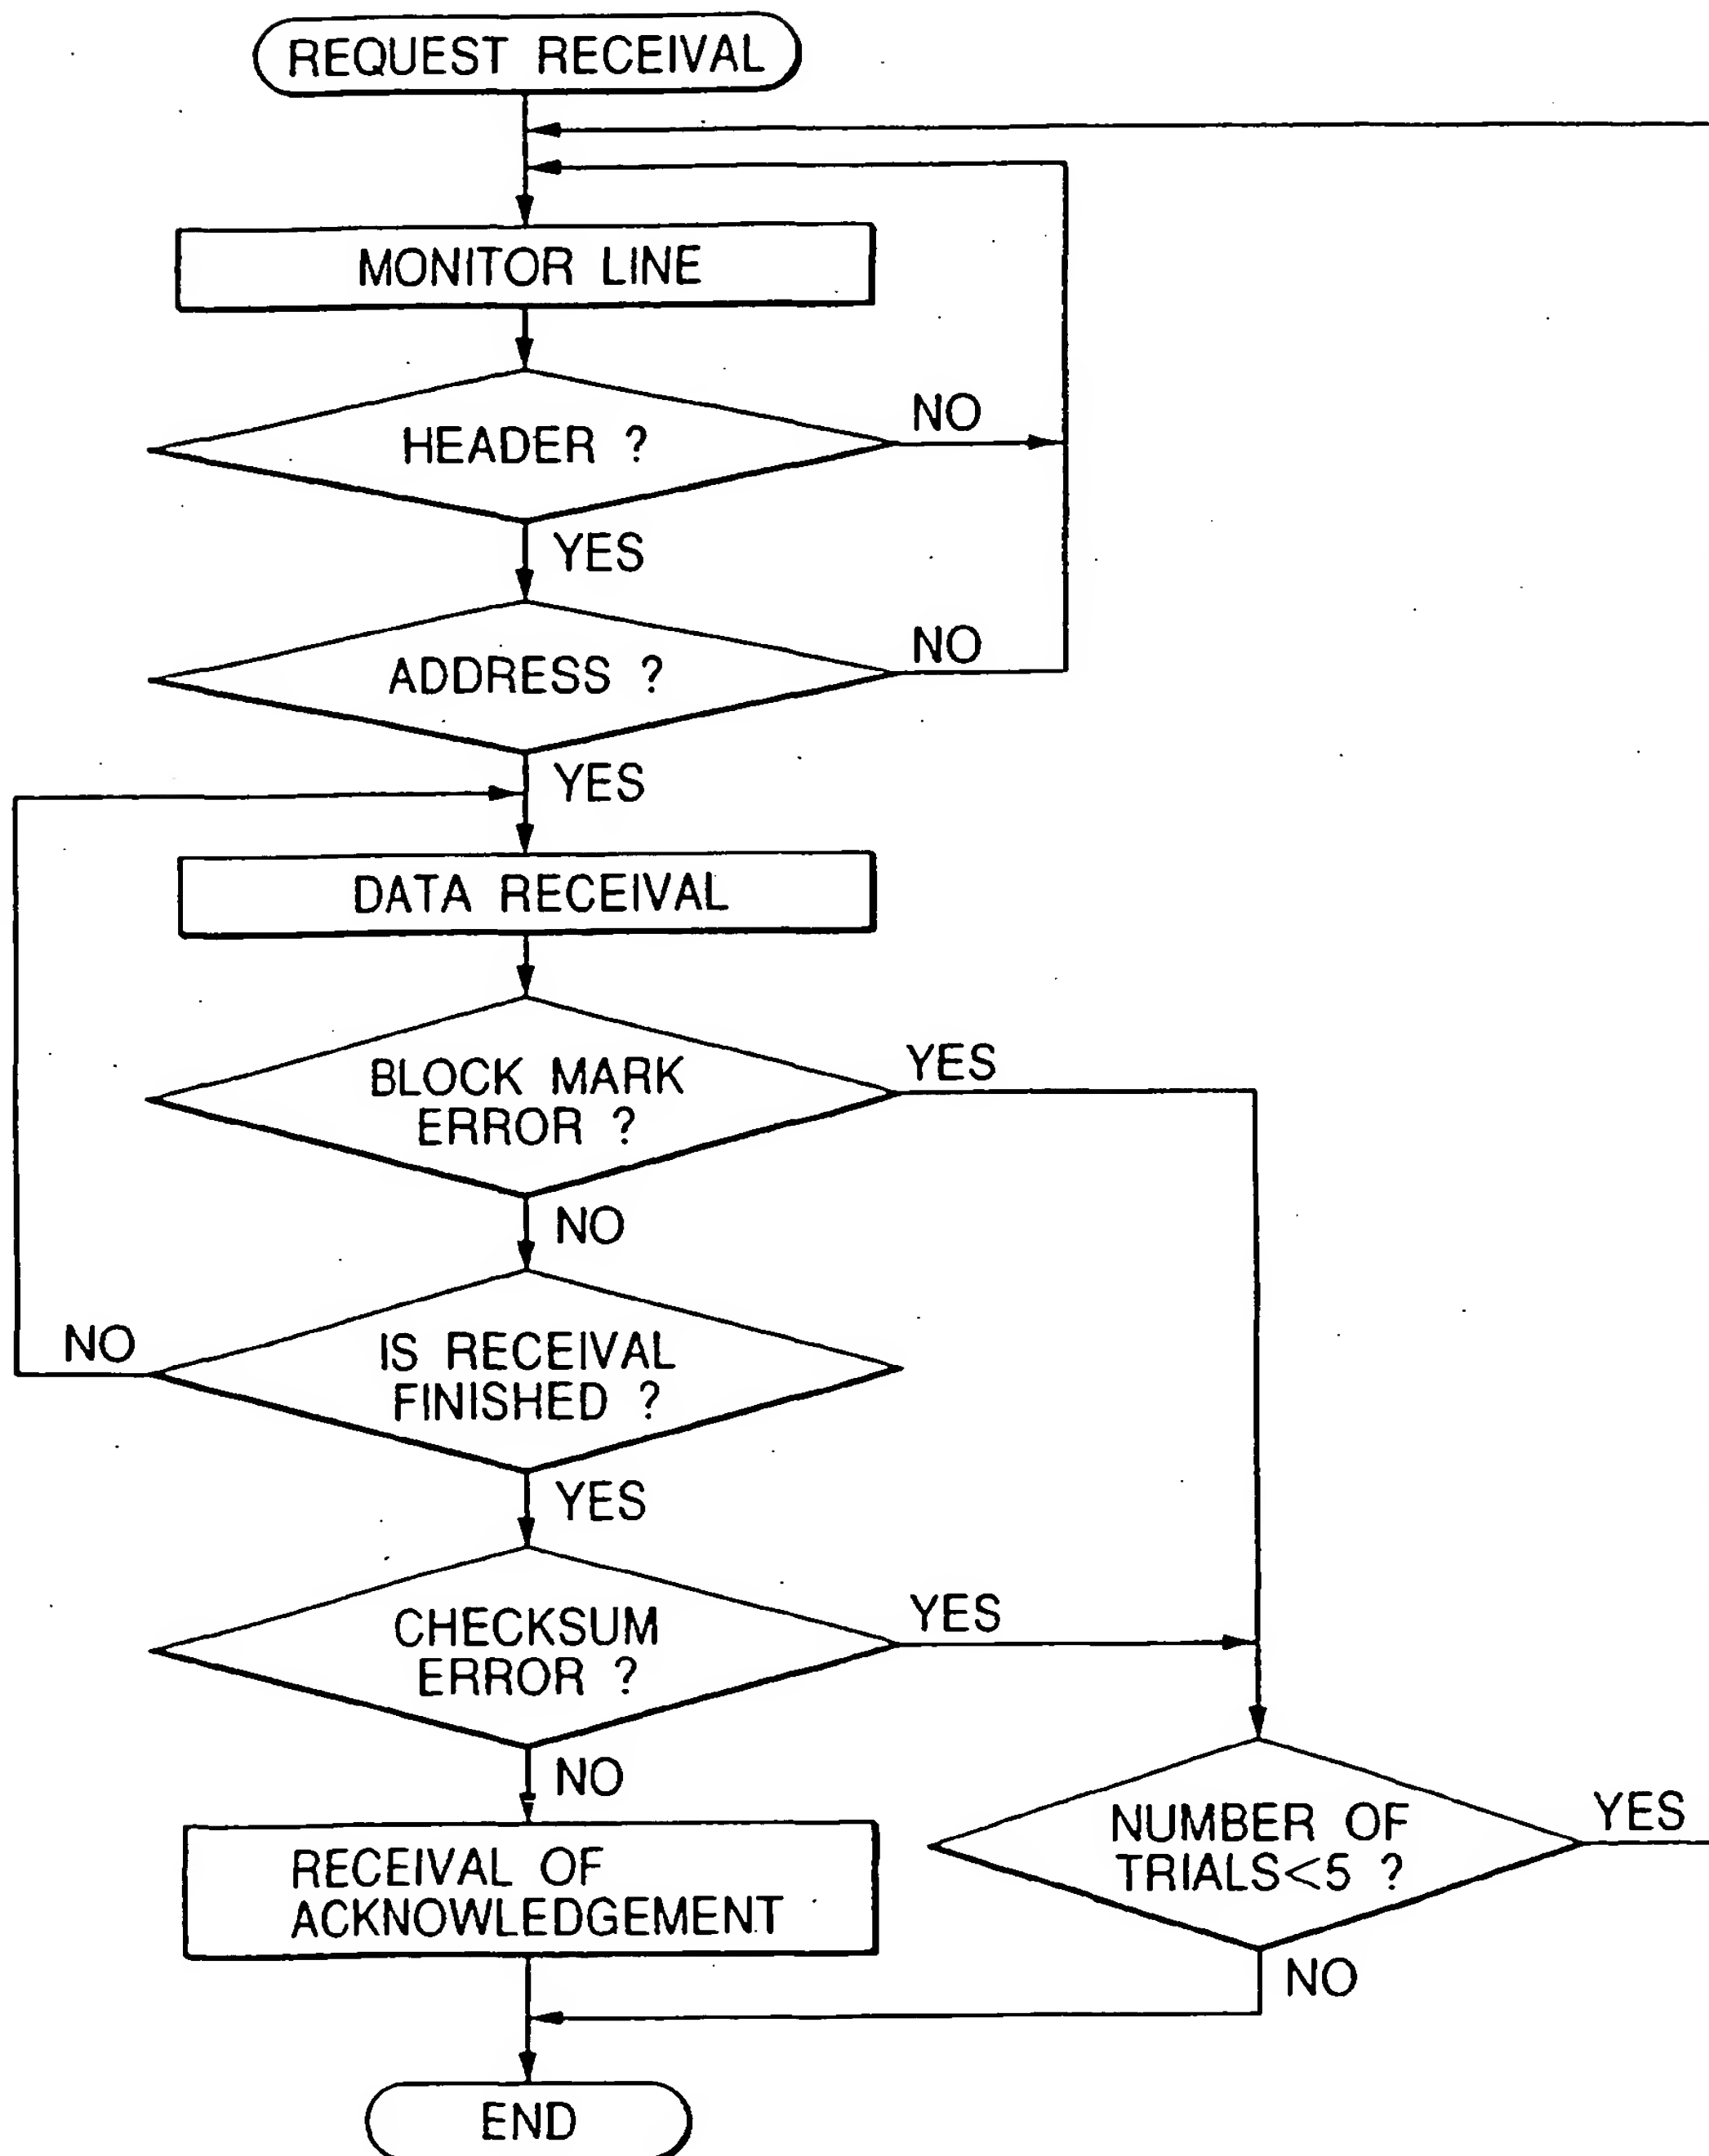 REQUEST RECEIVAL
MONITOR LINE
HEADER ?
NO
YES
ADDRESS ?
NO
YES
DATA RECEIVAL
BLOCK MARK
ERROR ?
YES
NO
IS RECEIVAL
FINISHED ?
NO
YES
CHECKSUM
ERROR ?
YES
NO
NUMBER OF
TRIALS<5 ?
YES
NO
RECEIVAL OF
ACKNOWLEDGEMENT
END